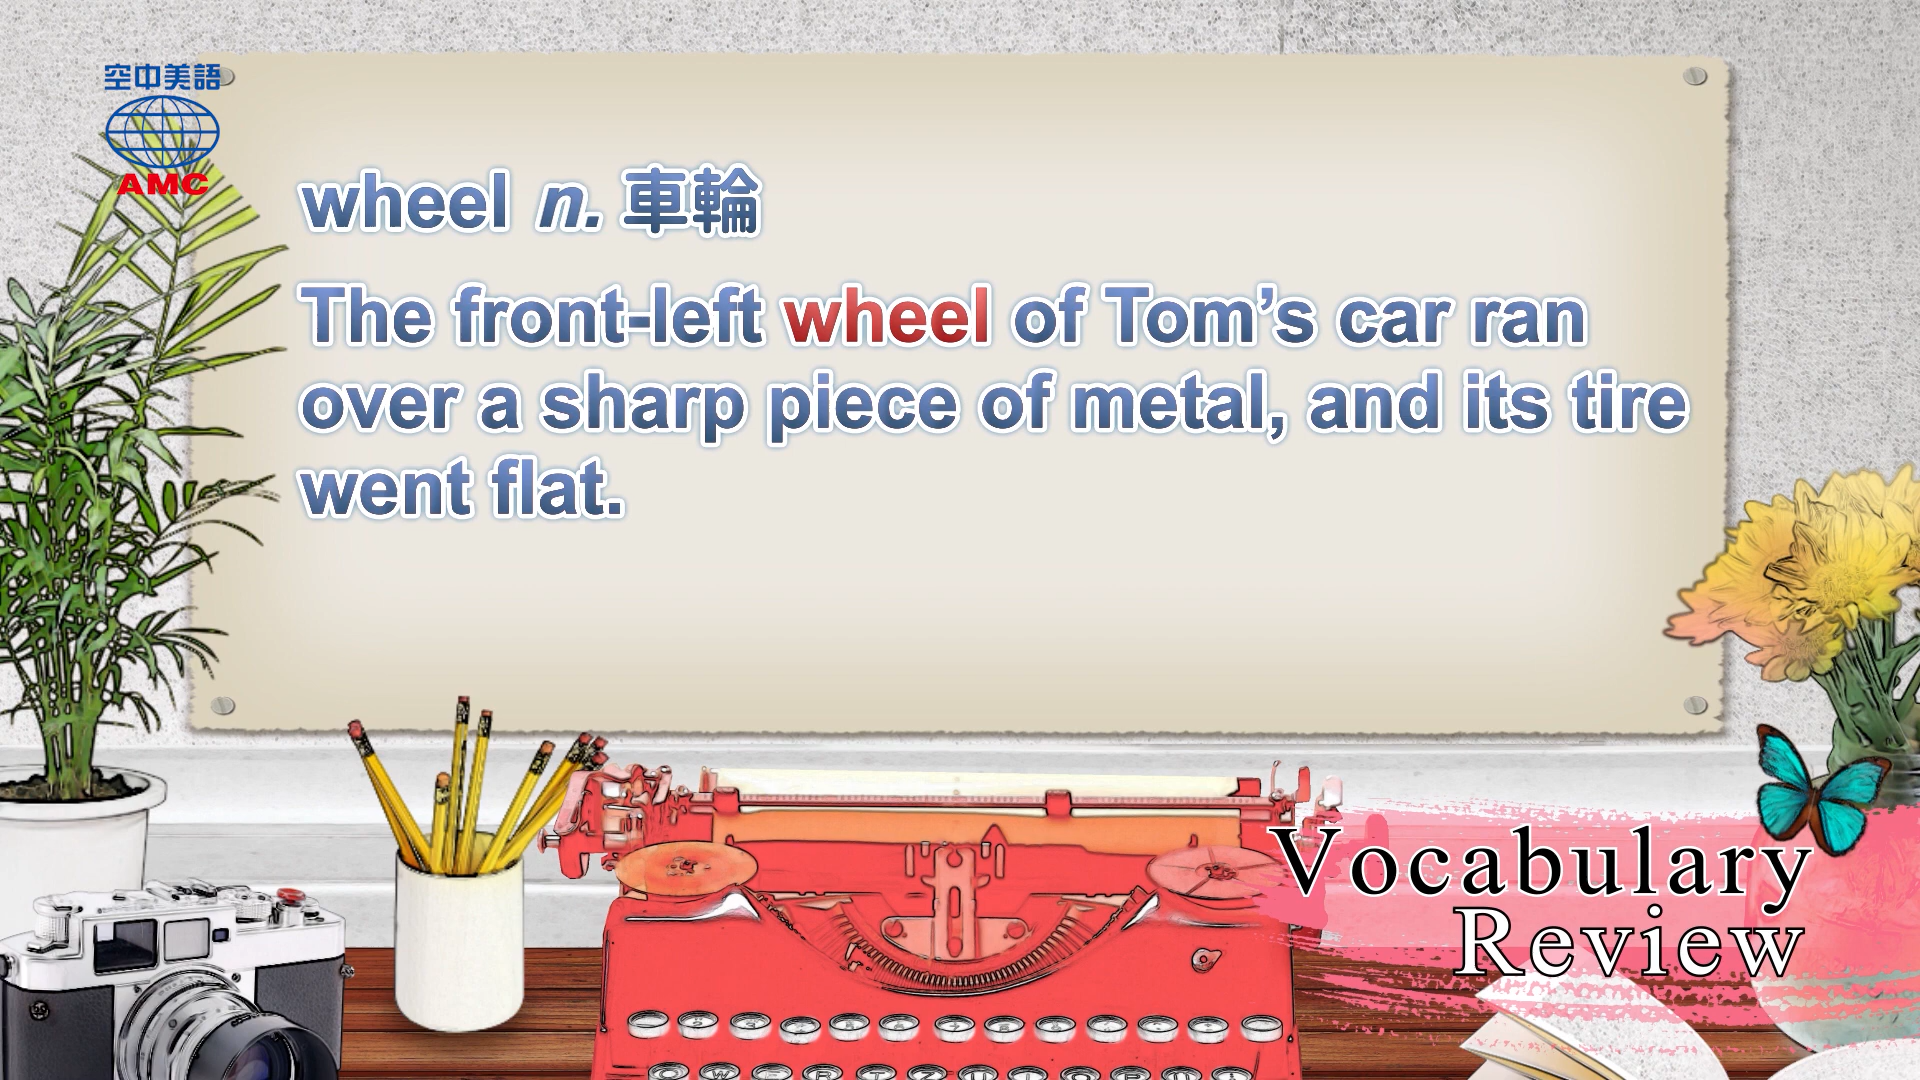 空中美語
AMC
wheel n. 車輪
The front-left wheel of Tom’s car ran
over a sharp piece of metal, and its tire
went flat.
Vocabulary
Review